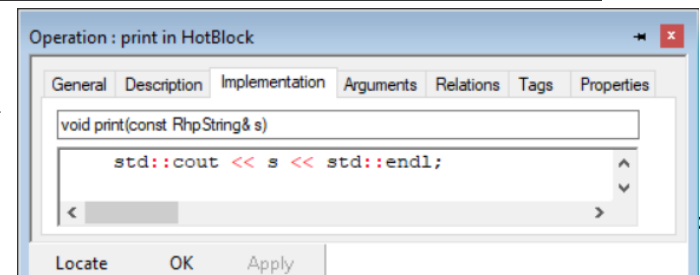 Operation : print in HotBlock
General Description Implementation Arguments Relations Tags Properties
void print(const RhpString& s)
std::cout << s << std::endl;
Locate OK Apply